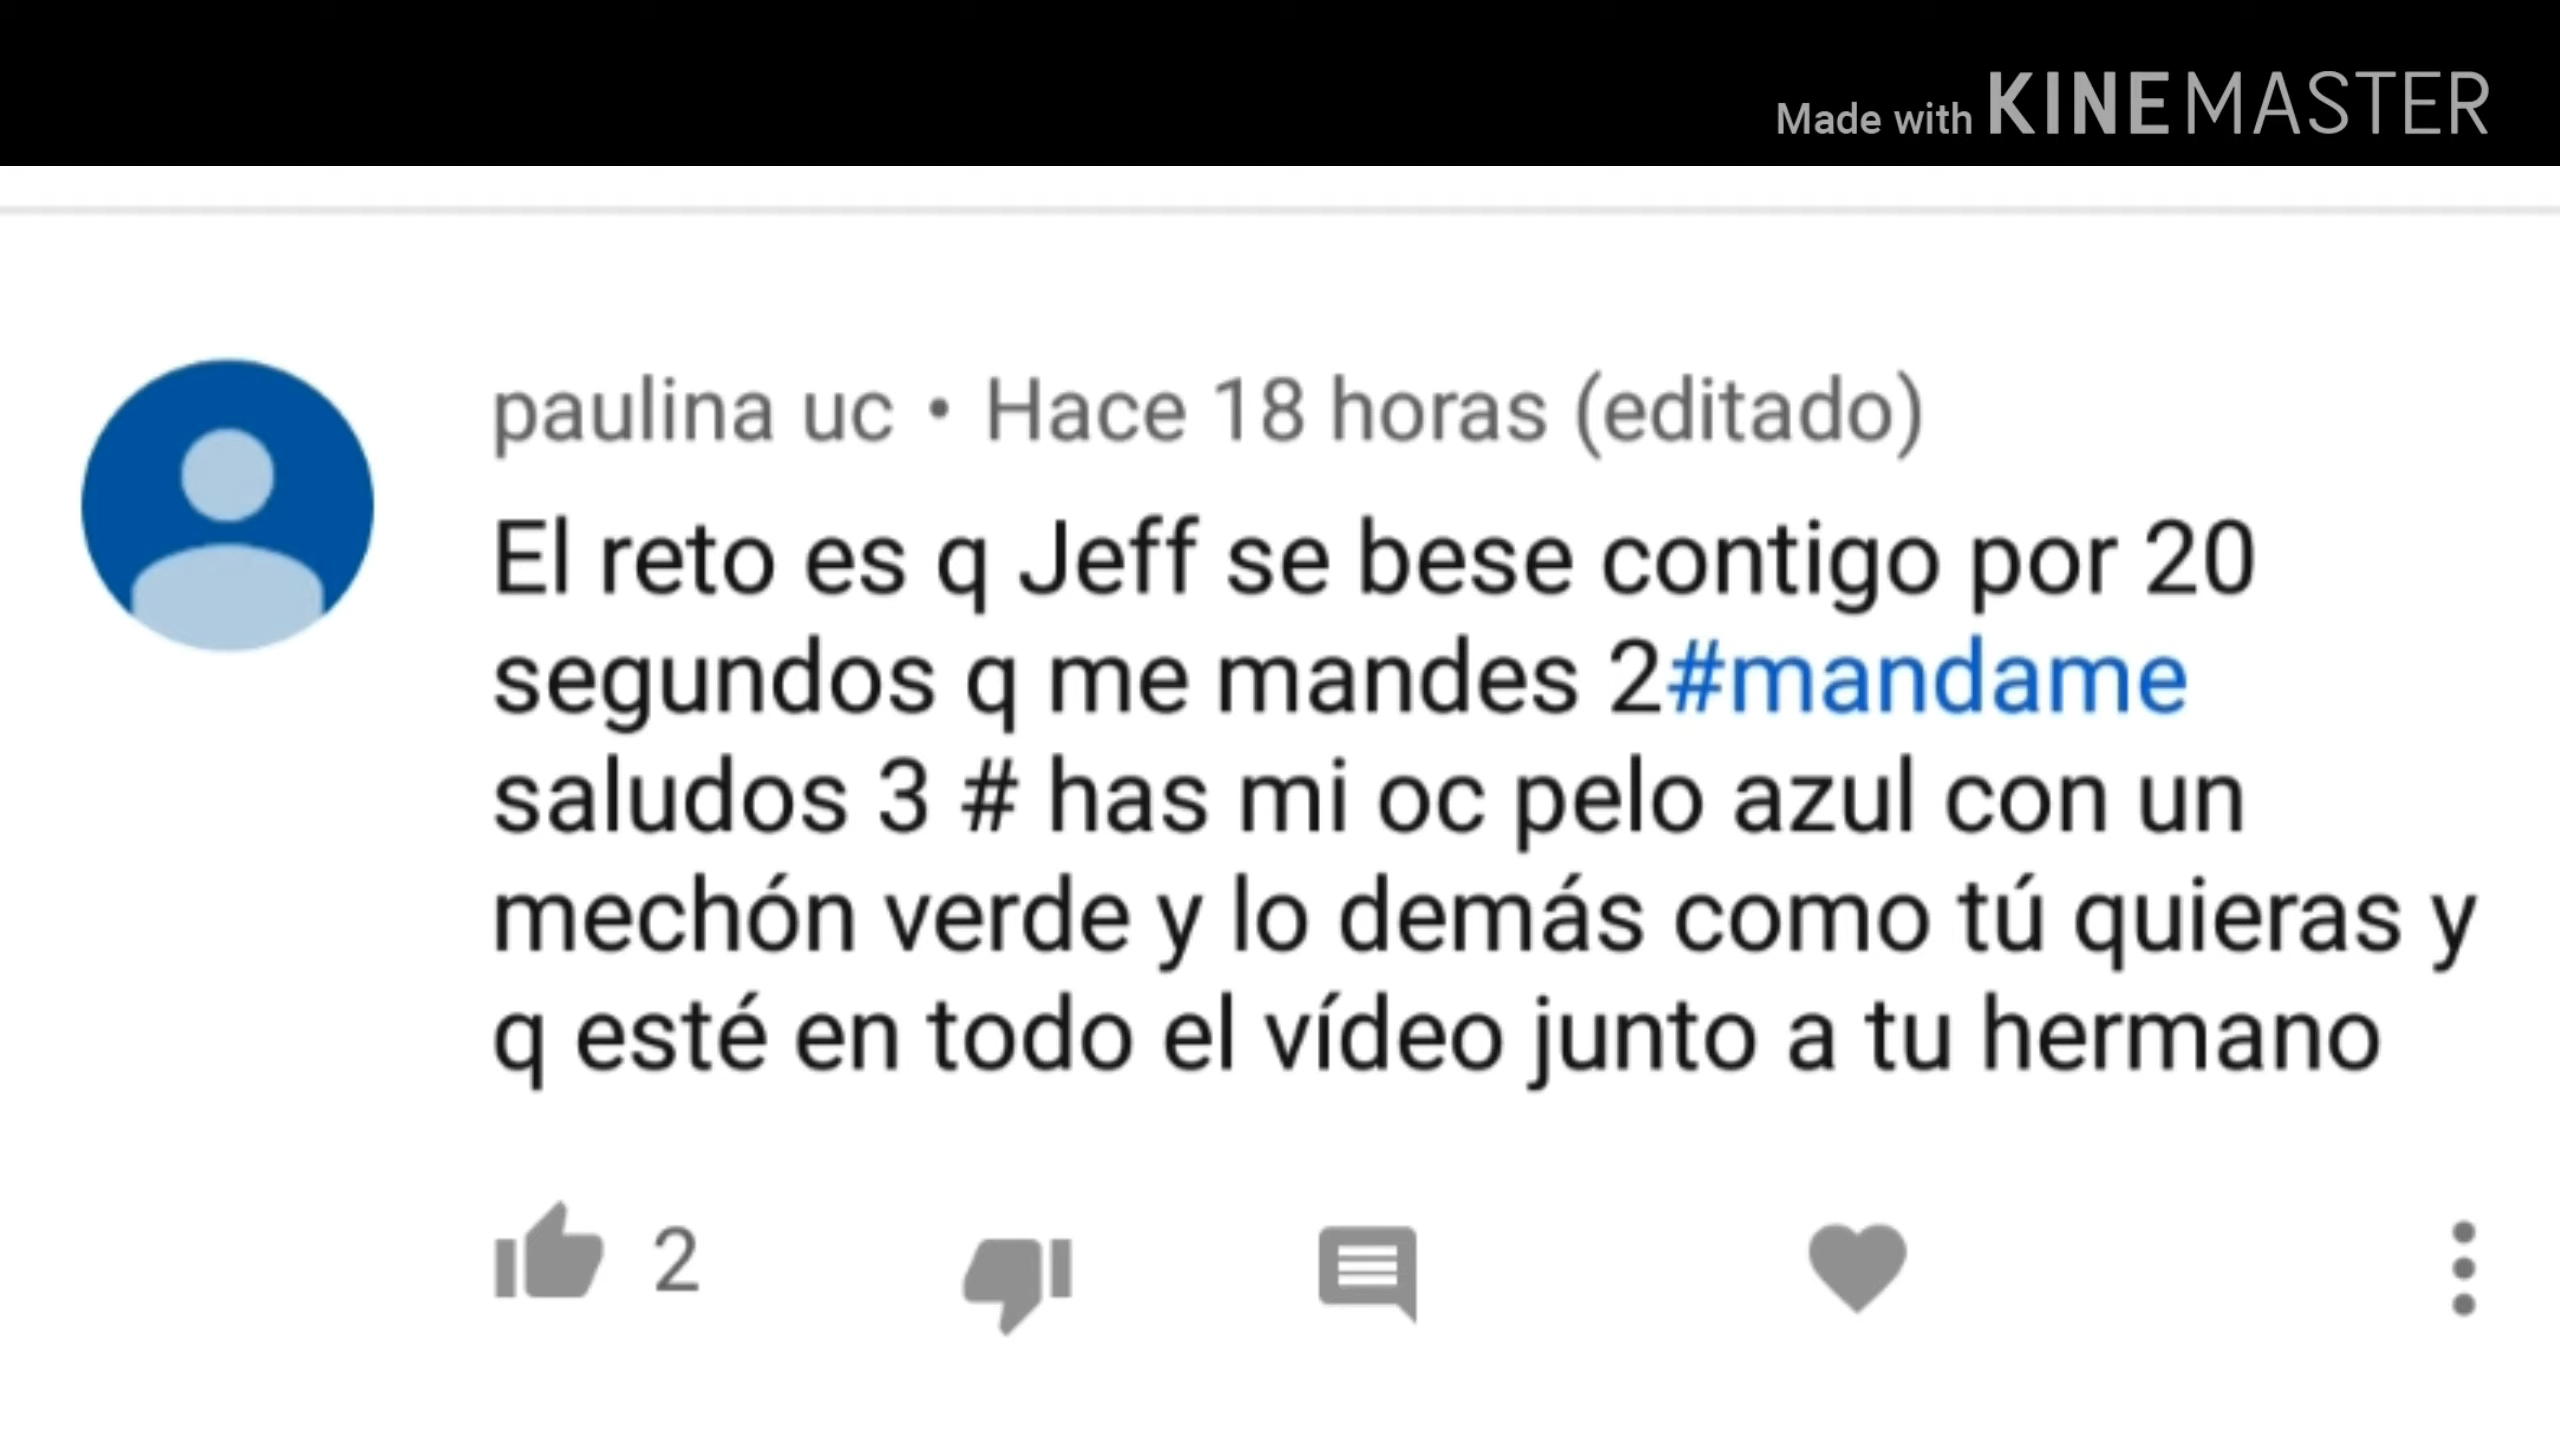 Made with KINEMASTER
paulina uc • Hace 18 horas (editado)
El reto es q Jeff se bese contigo por 20
segundos q me mandes 2#mandame
saludos 3 # has mi oc pelo azul con un
mechón verde y lo demás como tú quieras y
q esté en todo el vídeo junto a tu hermano
2